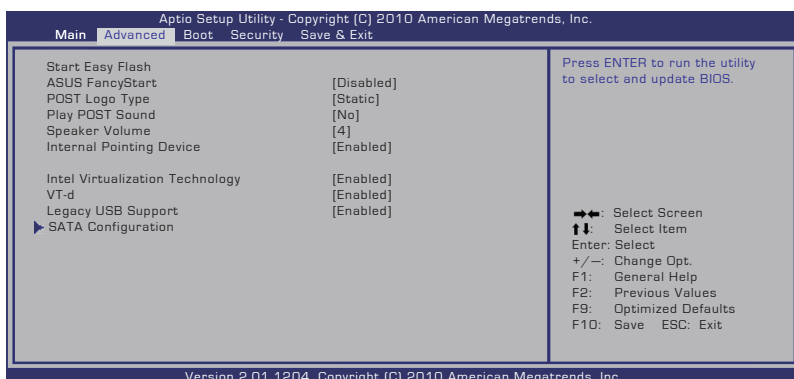 Aptio Setup Utility - Copyright (C) 2010 American Megatrends, Inc.
Main Advanced Boot Security Save & Exit
Start Easy Flash
ASUS FancyStart [Disabled]
POST Logo Type [Static]
Play POST Sound [No]
Speaker Volume [4]
Internal Pointing Device [Enabled]
Intel Virtualization Technology [Enabled]
VT-d [Enabled]
Legacy USB Support [Enabled]
SATA Configuration
Press ENTER to run the utility
to select and update BIOS.
→←: Select Screen
↑↓: Select Item
Enter: Select
+/—: Change Opt.
F1: General Help
F2: Previous Values
F9: Optimized Defaults
F10: Save ESC: Exit
Version 2.01.1204. Copyright (C) 2010 American Megatrends, Inc.